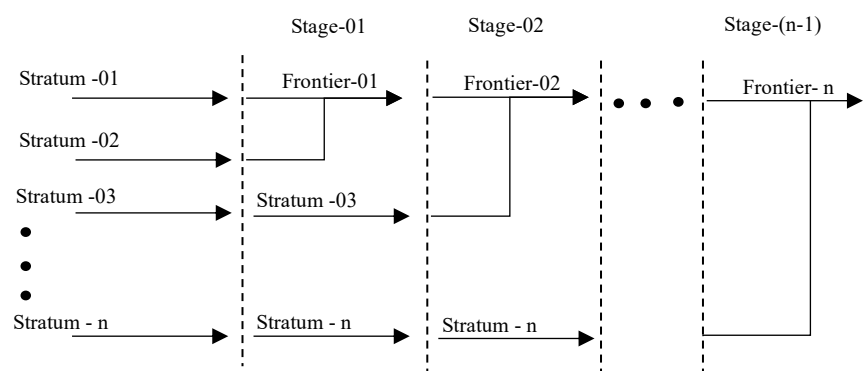 Stage-01 Stage-02 Stage-(n-1)
Stratum -01 Frontier-01 Frontier-02 Frontier- n
Stratum -02
Stratum -03 Stratum -03
Stratum - n Stratum - n Stratum - n